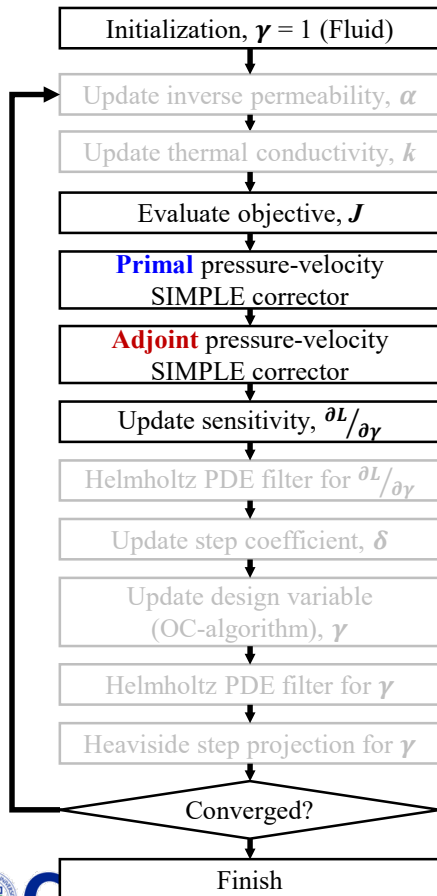 Initialization, γ = 1 (Fluid)
Update inverse permeability, α
Update thermal conductivity, k
Evaluate objective, J
Primal pressure-velocity
SIMPLE corrector
Adjoint pressure-velocity
SIMPLE corrector
Update sensitivity, ∂L/∂γ
Helmholtz PDE filter for ∂L/∂γ
Update step coefficient, δ
Update design variable
(OC-algorithm), γ
Helmholtz PDE filter for γ
Heaviside step projection for γ
Converged?
Finish